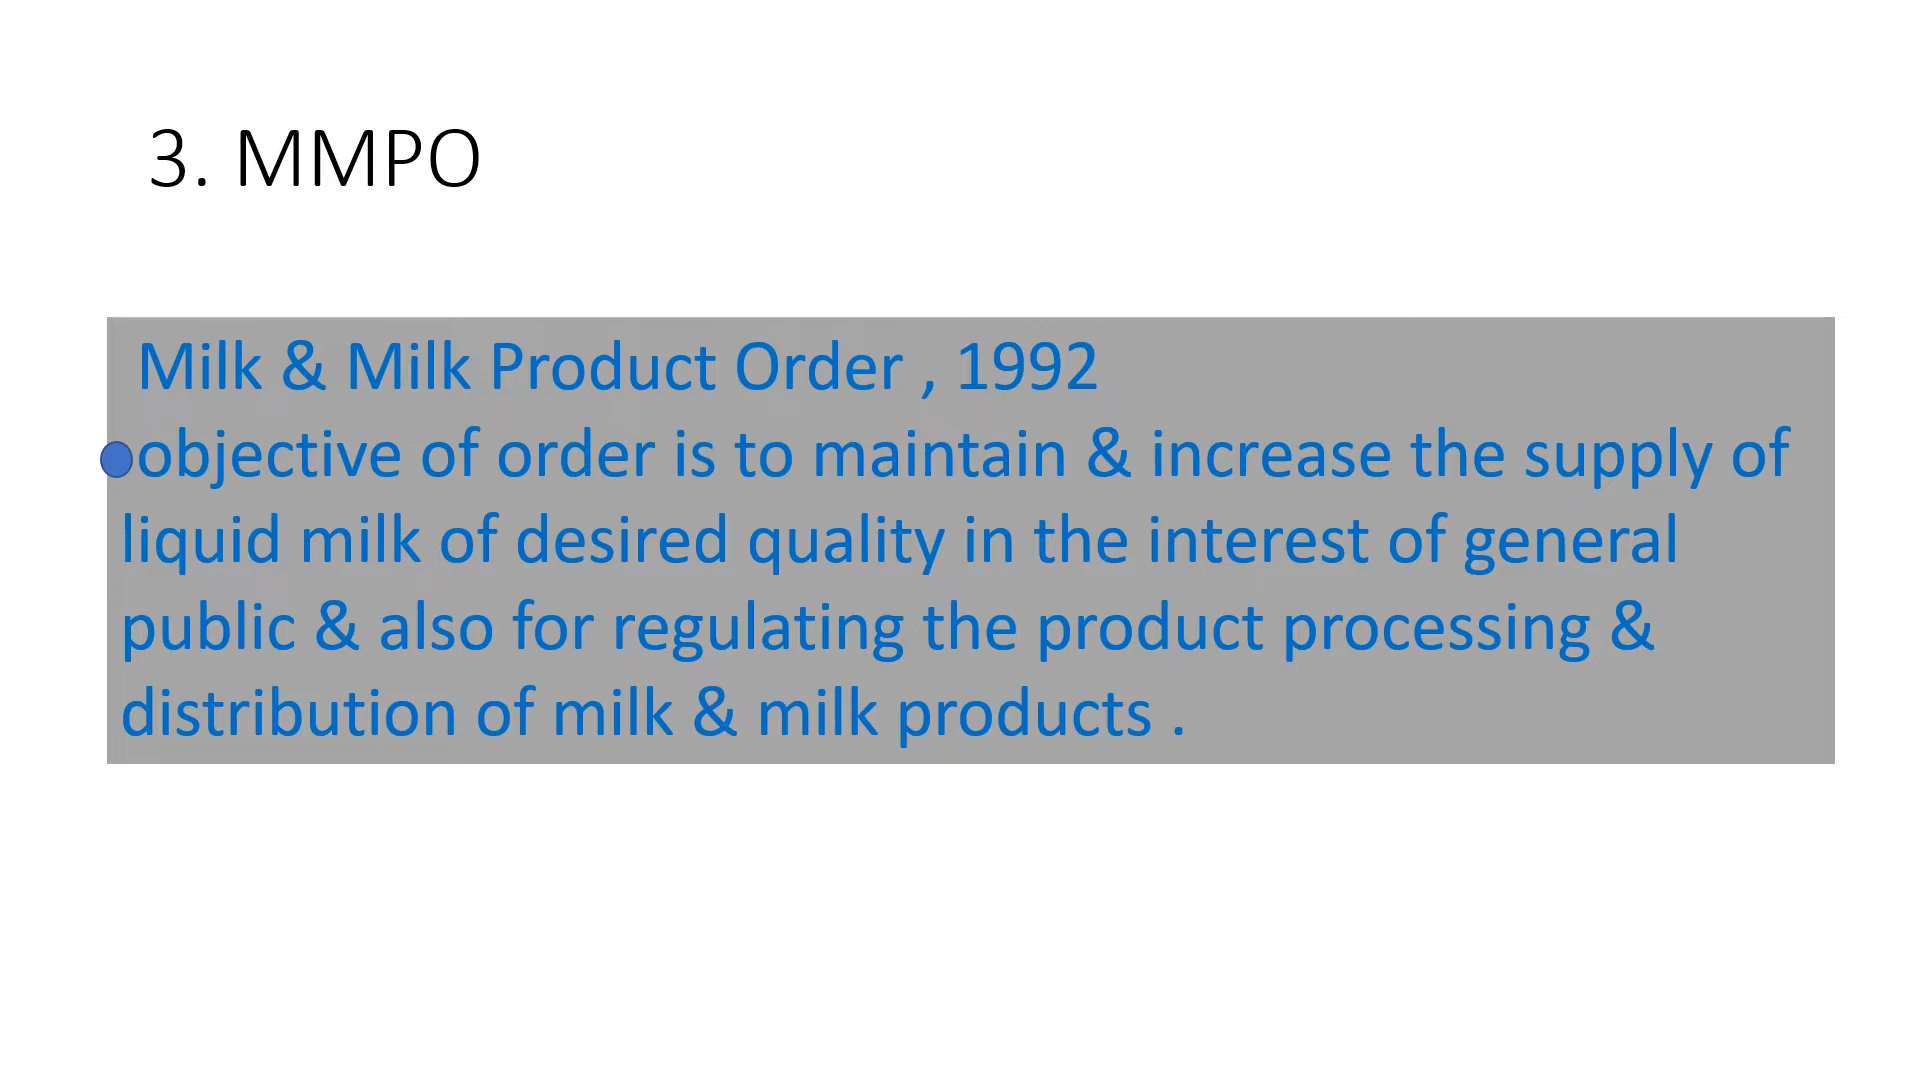 3. MMPO
Milk & Milk Product Order , 1992
objective of order is to maintain & increase the supply of
liquid milk of desired quality in the interest of general
public & also for regulating the product processing &
distribution of milk & milk products .